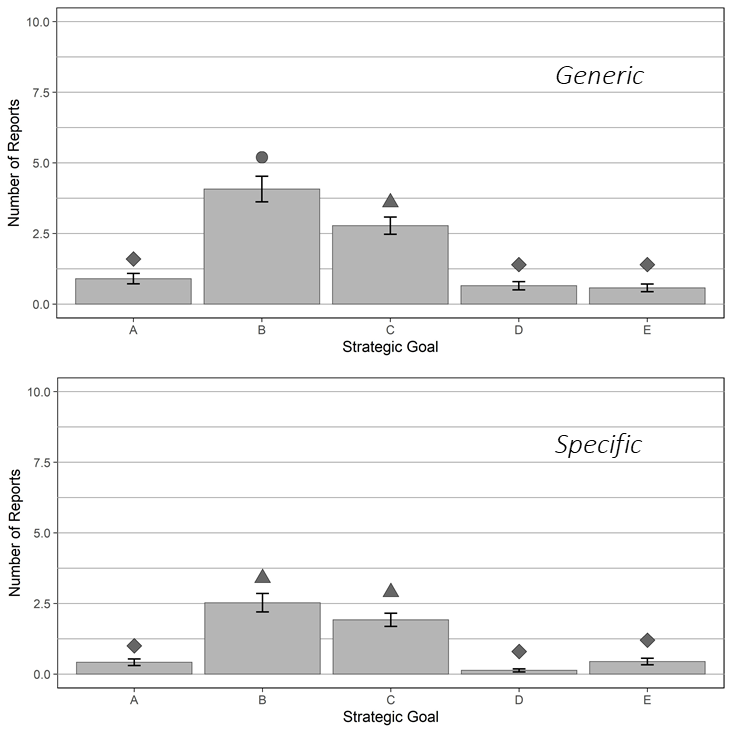 10.0
Generic
7.5
5.0
2.5
0.0
Number of Reports
A B C D E
Strategic Goal
10.0
Specific
7.5
5.0
2.5
0.0
Number of Reports
A B C D E
Strategic Goal